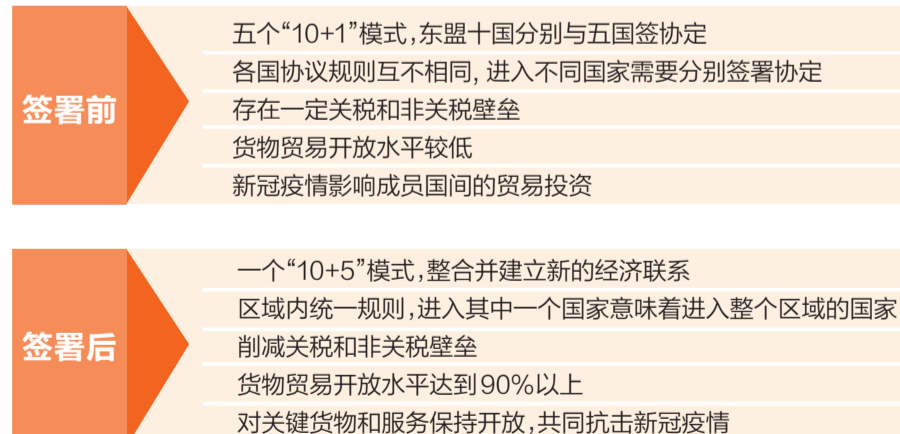 签署前
五个“10+1”模式,东盟十国分别与五国签协定
各国协议规则互不相同, 进入不同国家需要分别签署协定
存在一定关税和非关税壁垒
货物贸易开放水平较低
新冠疫情影响成员国间的贸易投资
签署后
一个“10+5”模式,整合并建立新的经济联系
区域内统一规则,进入其中一个国家意味着进入整个区域的国家
削减关税和非关税壁垒
货物贸易开放水平达到90%以上
对关键货物和服务保持开放,共同抗击新冠疫情